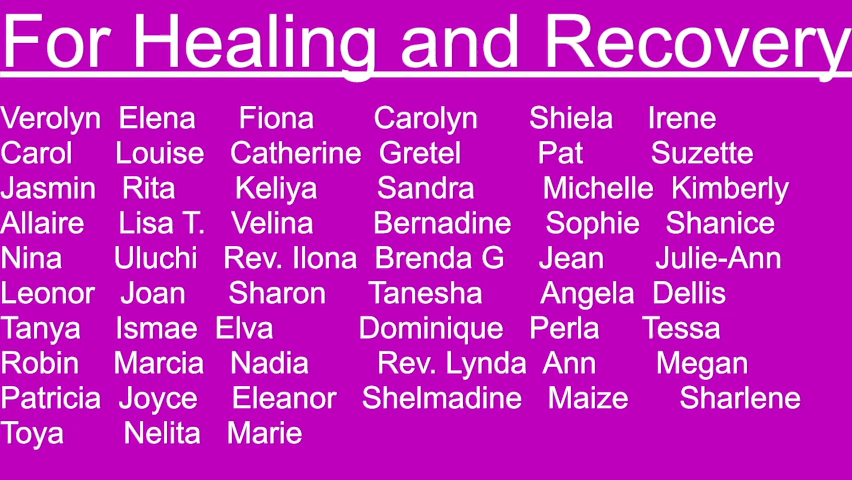 For Healing and Recovery
Verolyn Elena Fiona Carolyn Shiela Irene
Carol Louise Catherine Gretel Pat Suzette
Jasmin Rita Keliya Sandra Michelle Kimberly
Allaire Lisa T. Velina Bernadine Sophie Shanice
Nina Uluchi Rev. Ilona Brenda G Jean Julie-Ann
Leonor Joan Sharon Tanesha Angela Dellis
Tanya Ismae Elva Dominique Perla Tessa
Robin Marcia Nadia Rev. Lynda Ann Megan
Patricia Joyce Eleanor Shelmadine Maize Sharlene
Toya Nelita Marie